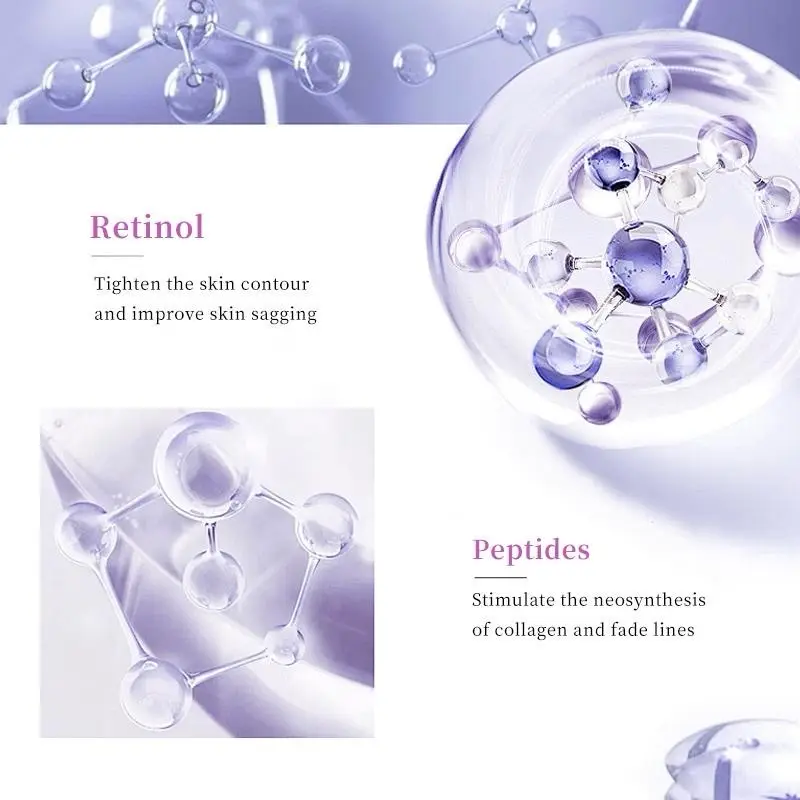 Retinol
Tighten the skin contour
and improve skin sagging
Peptides
Stimulate the neosynthesis
of collagen and fade lines